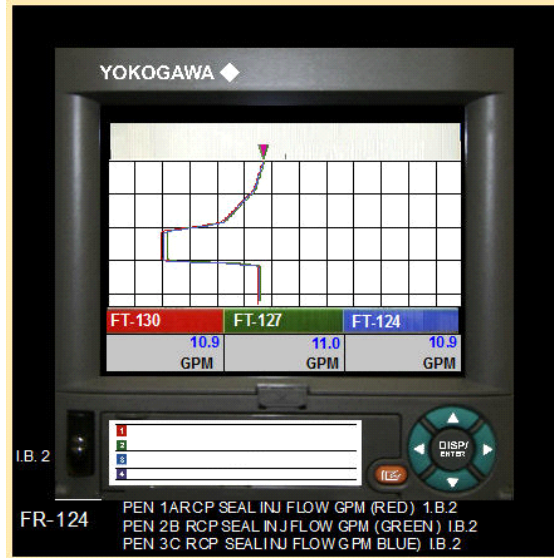 YOKOGAWA
FT-130 FT-127 FT-124
10.9 11.0 10.9
GPM GPM GPM
1
2
3
4
DISP/
ENTER
I.B. 2
FR-124
PEN 1ARCP SEAL INJ FLOW GPM (RED) 1.B.2
PEN 2B RCP SEAL INJ FLOW GPM (GREEN) I.B.2
PEN 3C RCP SEALINJ FLOW GPM BLUE) I.B.2